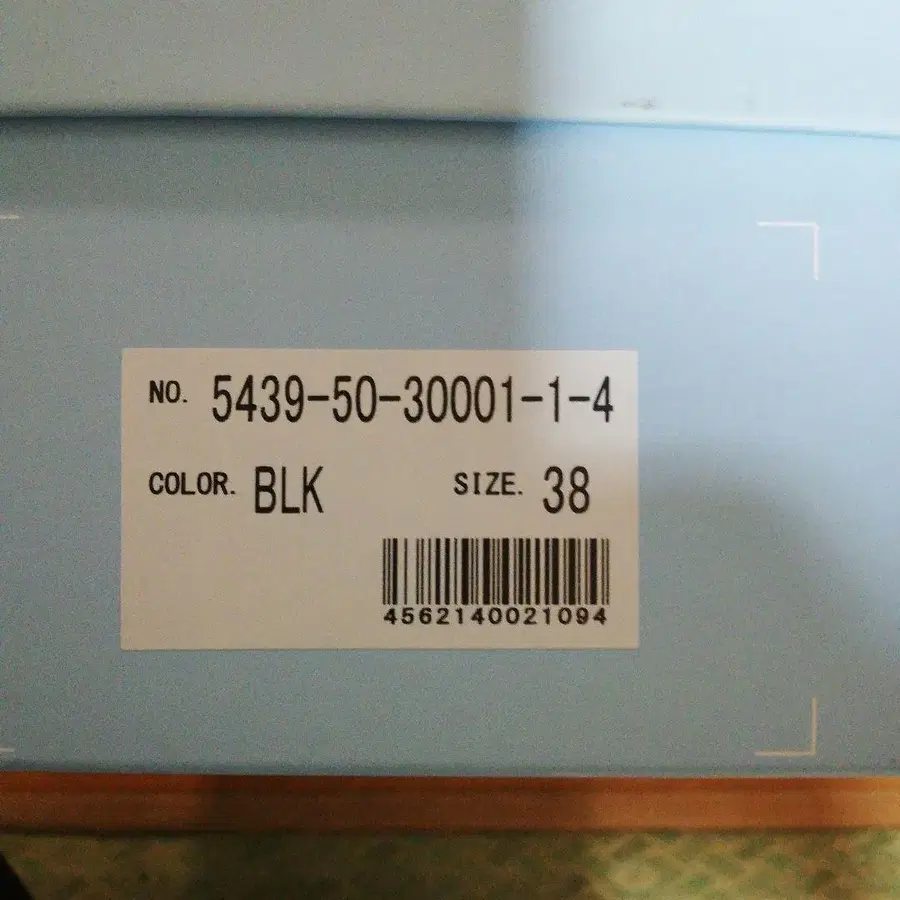 NO. 5439-50-30001-1-4
COLOR. BLK SIZE. 38
4562140021094